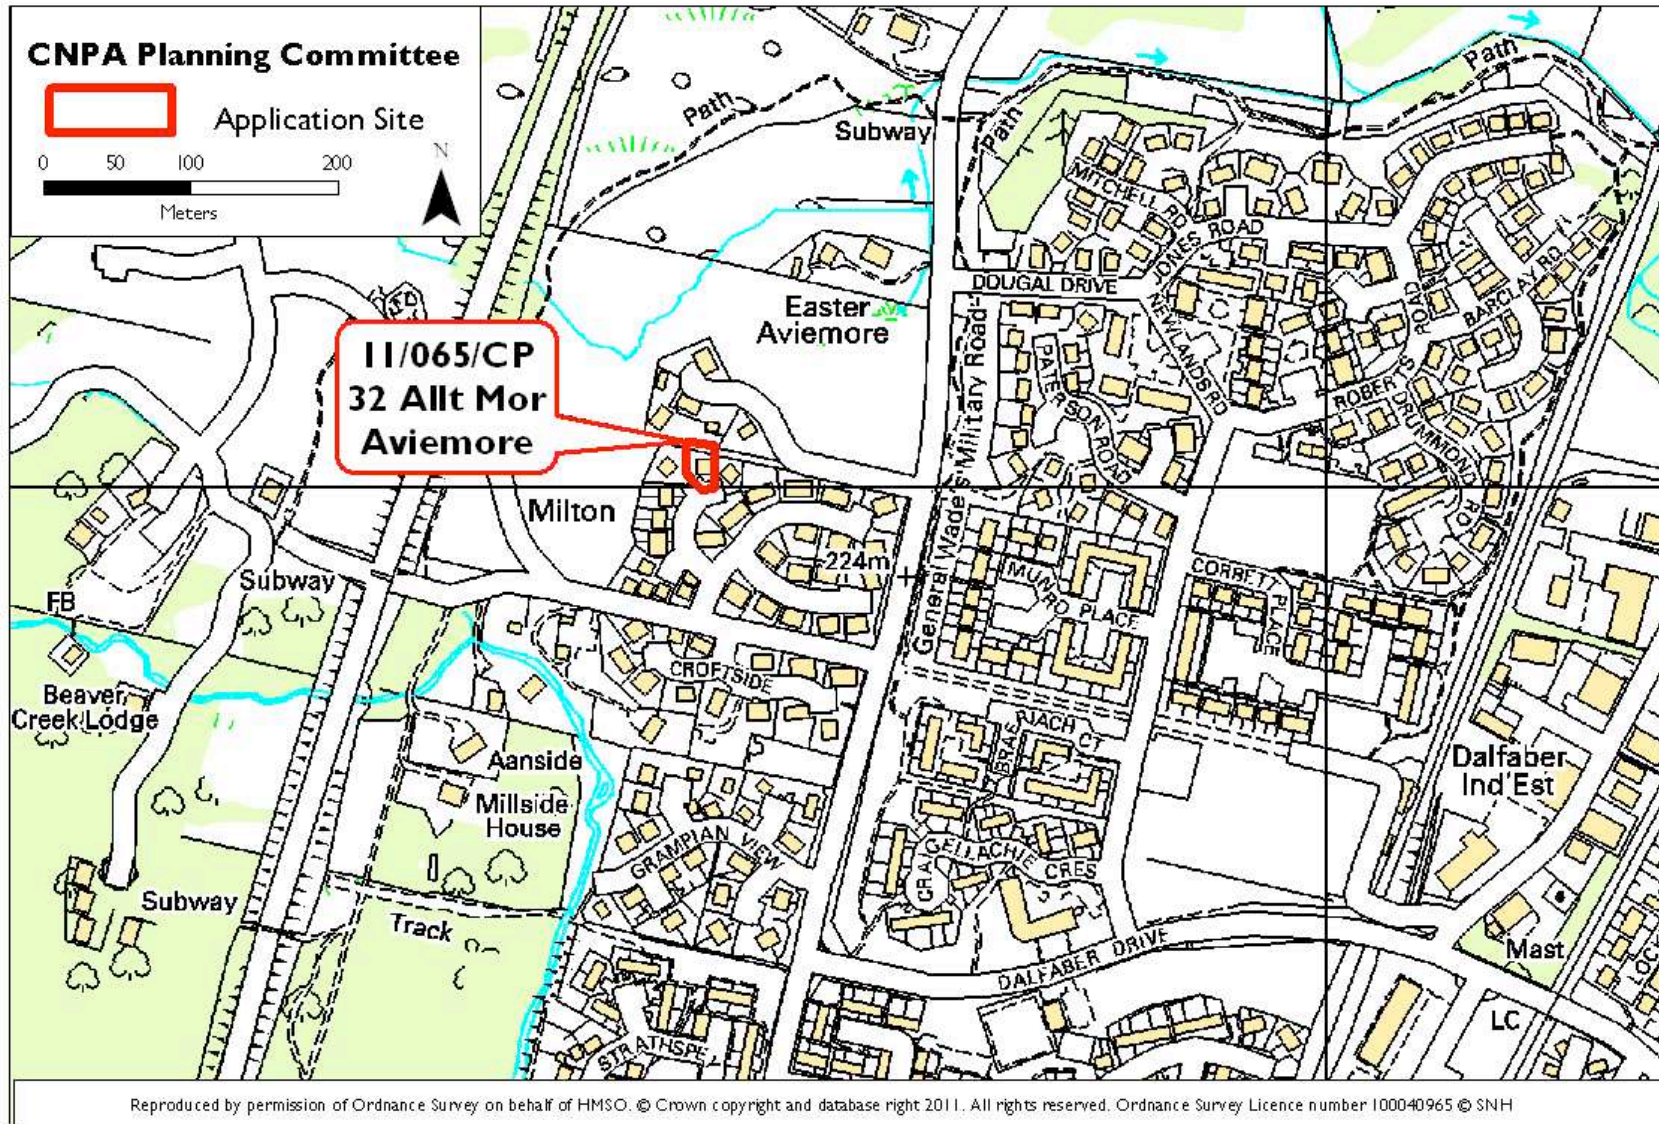 CNPA Planning Committee
Application Site
0 50 100 200
Meters
N
Path
Path
Path
Subway
MITCHELL RD
JONES ROAD
DOUGAL DRIVE
NEWLANDS RD
BARCLAY RD
ROBERTS
ROAD
DRUMMOND
RD
PATERSON ROAD
Easter
Aviemore
General Wade's Military Road
11/065/CP
32 Allt Mor
Aviemore
Milton
224m
MUNRO
PLACE
CORBETT
PLACE
Subway
FB
Beaver
Creek Lodge
CROFTSIDE
BRAE
RIACH CT
Aanside
Millside
House
GRAMPIAN VIEW
CRAIGELLACHIE
CRES
Dalfaber
Ind Est
Subway
Track
DALFABER DRIVE
Mast
LC
STRATHSPEY
Reproduced by permission of Ordnance Survey on behalf of HMSO. © Crown copyright and database right 2011. All rights reserved. Ordnance Survey Licence number 100040965 © SNH